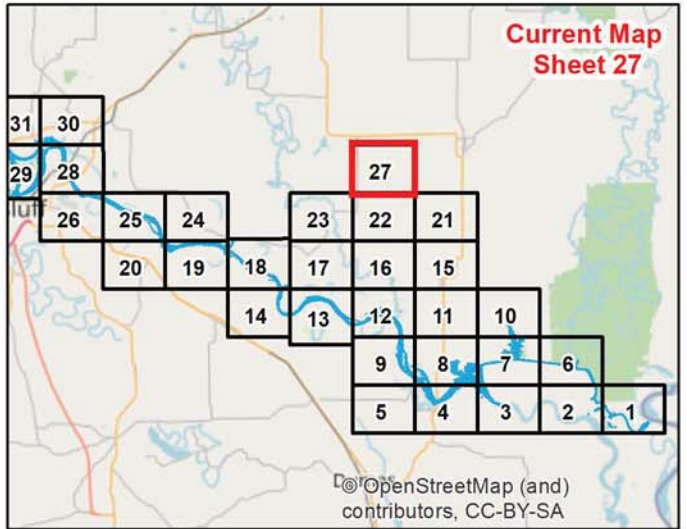 Current Map
Sheet 27
31 30
27
29 28
luff
26 25 24 23 22 21
20 19 18 17 16 15
14 13 12 11 10
9 8 7 6
5 4 3 2 1
© OpenStreetMap (and)
contributors, CC-BY-SA